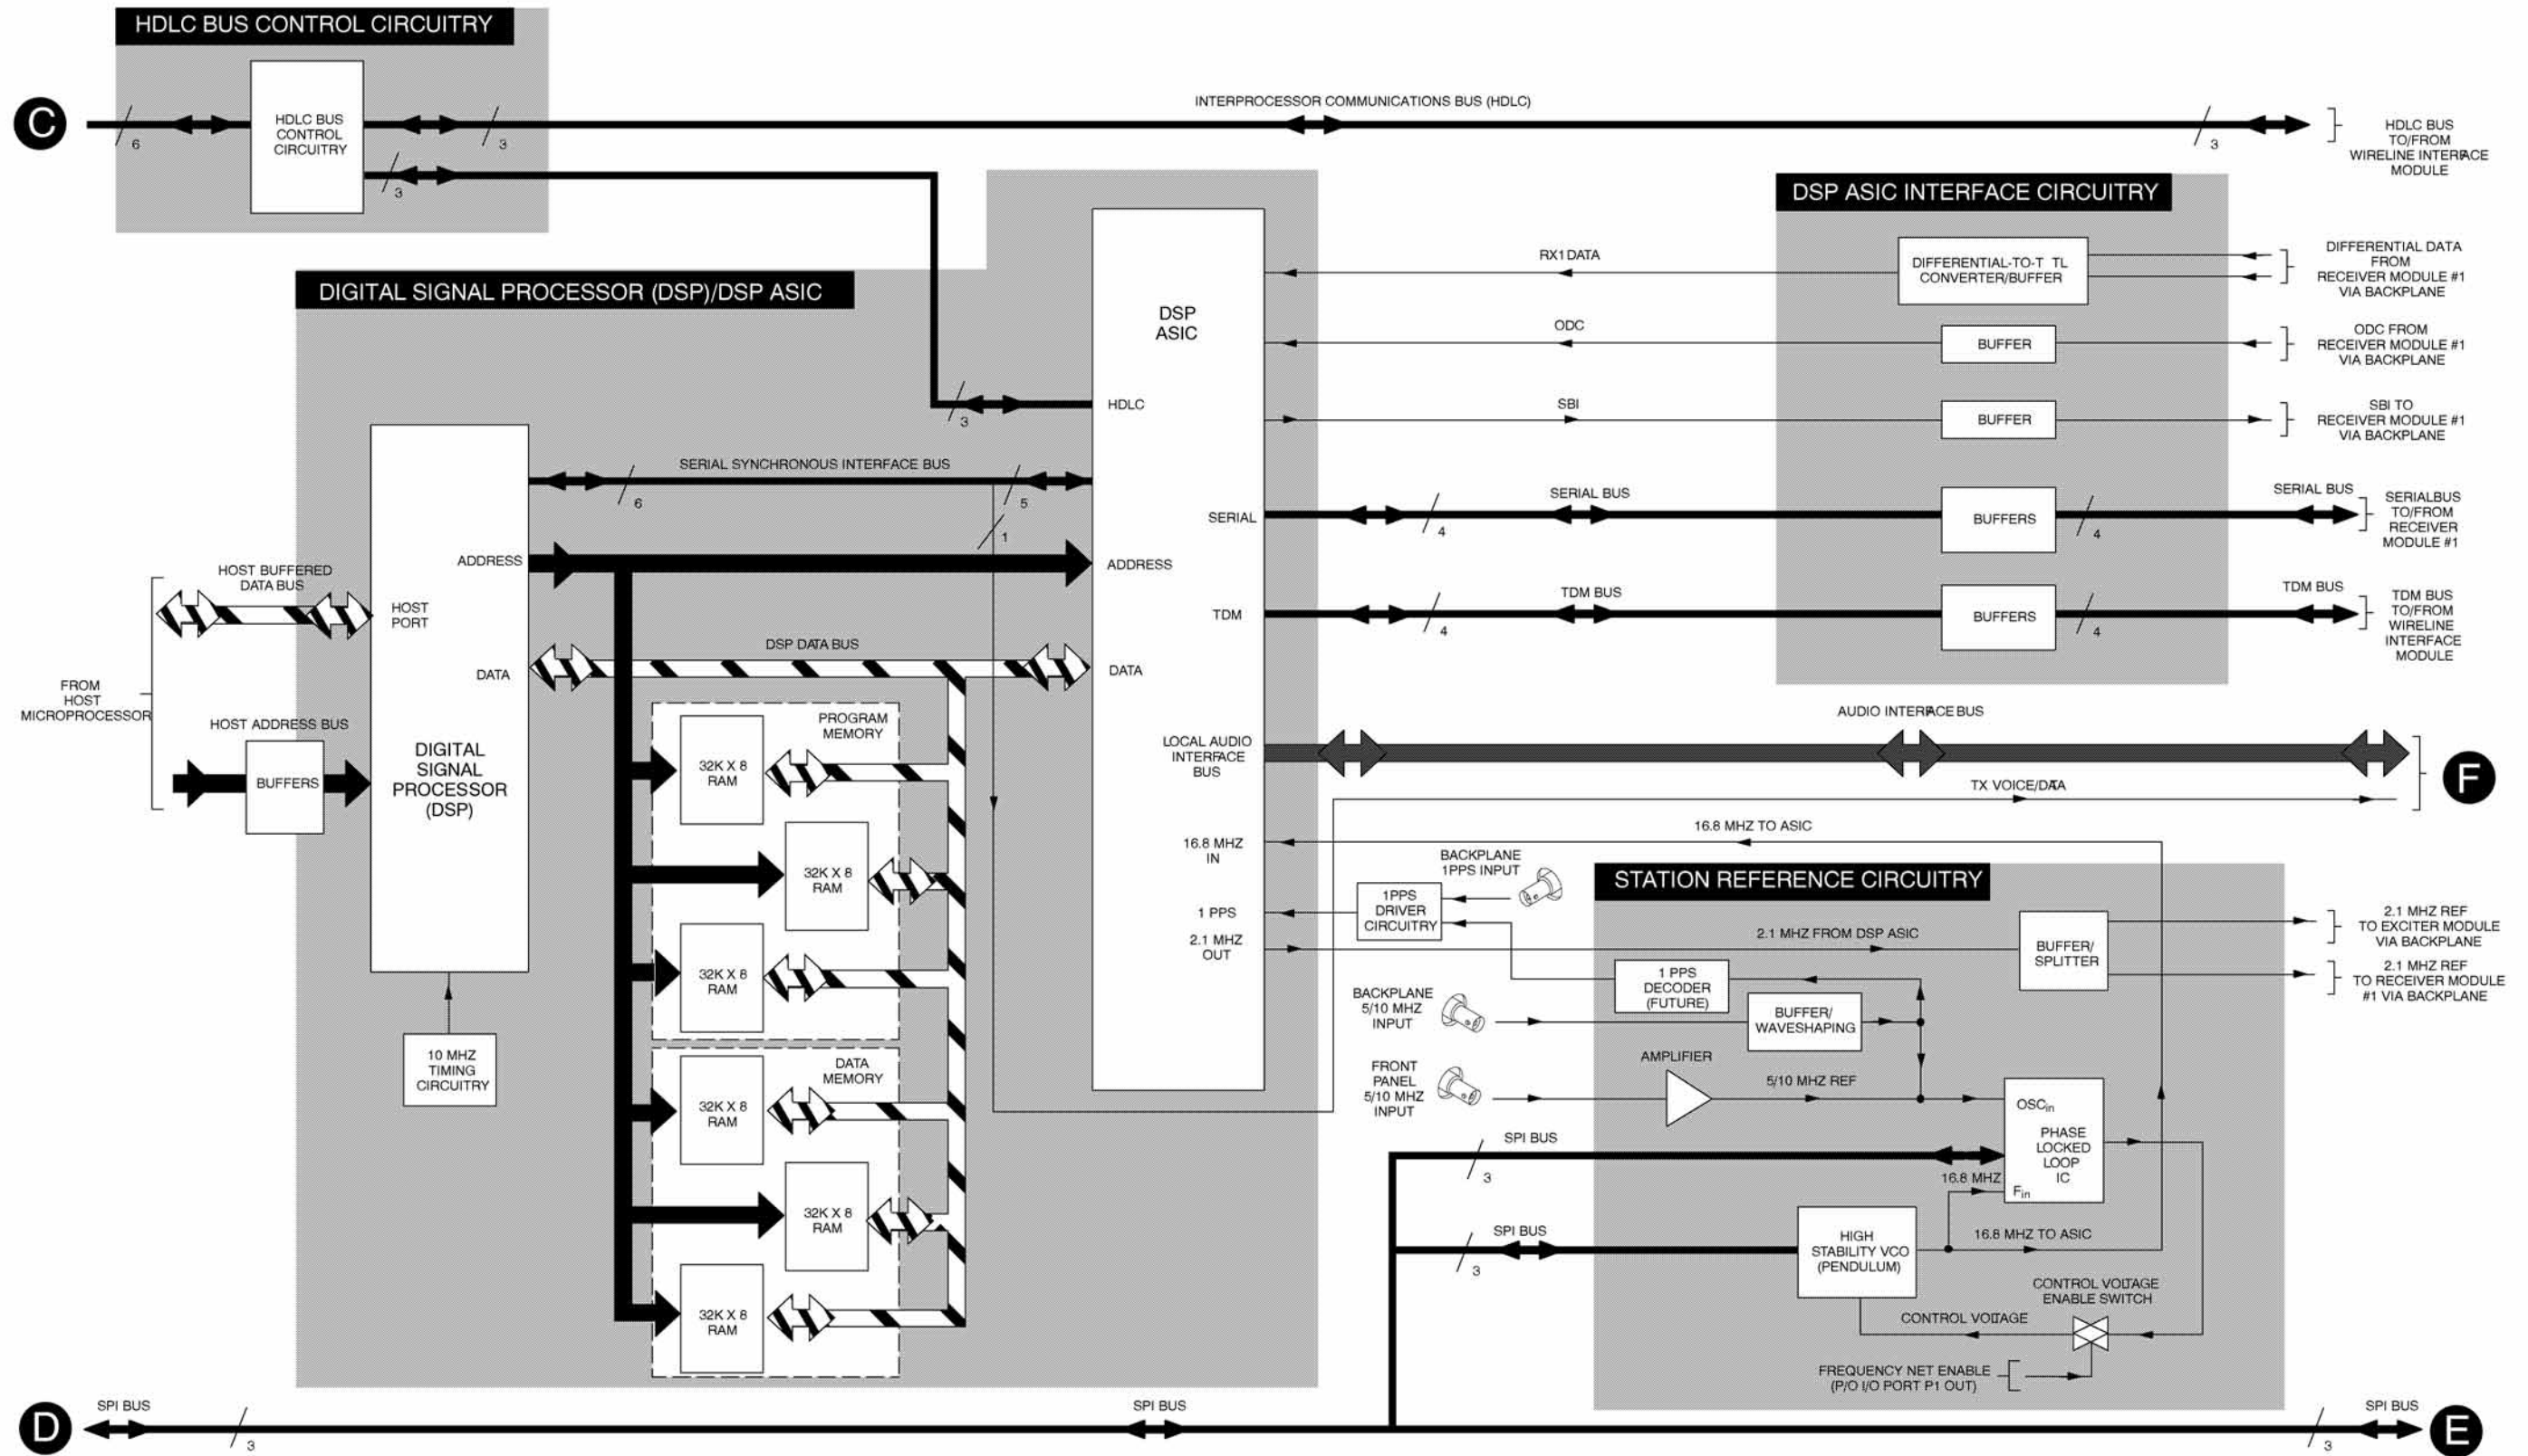 HDLC BUS CONTROL CIRCUITRY
C
6
HDLC BUS
CONTROL
CIRCUITRY
3
3
INTERPROCESSOR COMMUNICATIONS BUS (HDLC)
3
HDLC BUS
TO/FROM
WIRELINE INTERFACE
MODULE
DIGITAL SIGNAL PROCESSOR (DSP)/DSP ASIC
FROM
HOST
MICROPROCESSOR
HOST BUFFERED
DATA BUS
HOST ADDRESS BUS
BUFFERS
HOST
PORT
ADDRESS
DATA
DIGITAL
SIGNAL
PROCESSOR
(DSP)
10 MHZ
TIMING
CIRCUITRY
SERIAL SYNCHRONOUS INTERFACE BUS
6
5
1
3
DSP DATA BUS
PROGRAM
MEMORY
32K X 8
RAM
32K X 8
RAM
32K X 8
RAM
DATA
MEMORY
32K X 8
RAM
32K X 8
RAM
32K X 8
RAM
DSP
ASIC
HDLC
SERIAL
ADDRESS
TDM
DATA
LOCAL AUDIO
INTERFACE
BUS
16.8 MHZ
IN
1 PPS
2.1 MHZ
OUT
DSP ASIC INTERFACE CIRCUITRY
RX1DATA
DIFFERENTIAL-TO-T TL
CONVERTER/BUFFER
DIFFERENTIAL DATA
FROM
RECEIVER MODULE #1
VIA BACKPLANE
ODC
BUFFER
ODC FROM
RECEIVER MODULE #1
VIA BACKPLANE
SBI
BUFFER
SBI TO
RECEIVER MODULE #1
VIA BACKPLANE
SERIAL BUS
4
BUFFERS
4
SERIAL BUS
SERIALBUS
TO/FROM
RECEIVER
MODULE #1
TDM BUS
4
BUFFERS
4
TDM BUS
TDM BUS
TO/FROM
WIRELINE
INTERFACE
MODULE
AUDIO INTERFACE BUS
TX VOICE/DATA
F
16.8 MHZ TO ASIC
BACKPLANE
1PPS INPUT
1PPS
DRIVER
CIRCUITRY
STATION REFERENCE CIRCUITRY
2.1 MHZ FROM DSP ASIC
BUFFER/
SPLITTER
2.1 MHZ REF
TO EXCITER MODULE
VIA BACKPLANE
2.1 MHZ REF
TO RECEIVER MODULE
#1 VIA BACKPLANE
1 PPS
DECODER
(FUTURE)
BACKPLANE
5/10 MHZ
INPUT
BUFFER/
WAVESHAPING
FRONT
PANEL
5/10 MHZ
INPUT
AMPLIFIER
5/10 MHZ REF
OSCin
PHASE
LOCKED
LOOP
IC
Fin
SPI BUS
3
16.8 MHZ
SPI BUS
3
HIGH
STABILITY VCO
(PENDULUM)
16.8 MHZ TO ASIC
CONTROL VOLTAGE
ENABLE SWITCH
CONTROL VOLTAGE
FREQUENCY NET ENABLE
(P/O I/O PORT P1 OUT)
D
SPI BUS
3
SPI BUS
SPI BUS
3
E